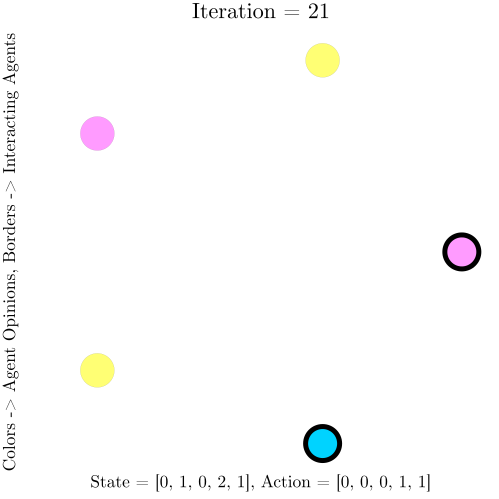 Iteration = 21
Colors -> Agent Opinions, Borders -> Interacting Agents
State = [0, 1, 0, 2, 1], Action = [0, 0, 0, 1, 1]